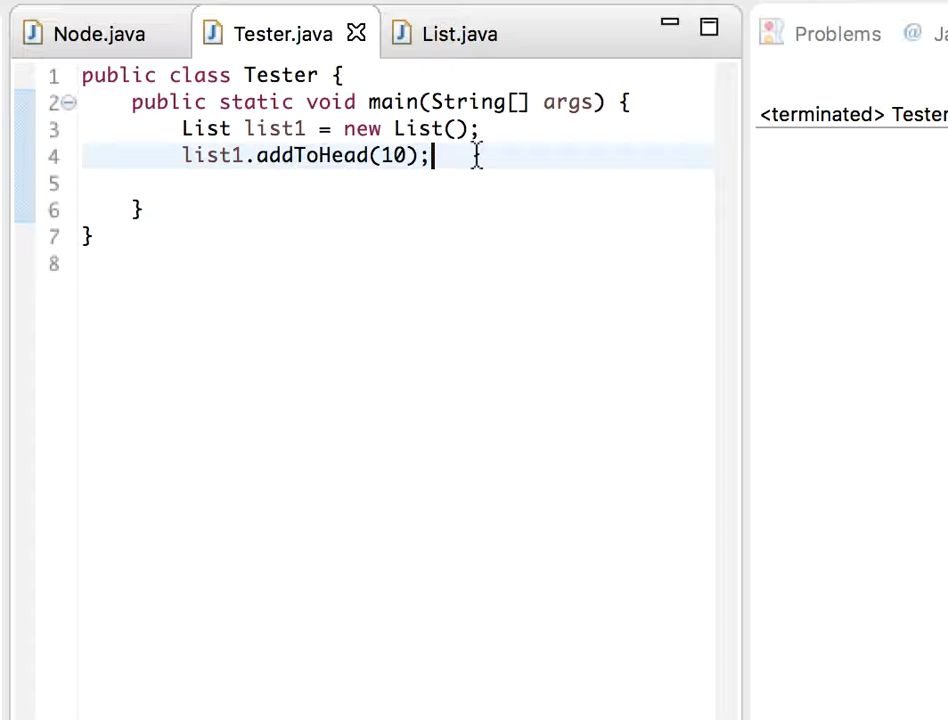 Node.java Tester.java List.java Problems @
1 public class Tester {
2 public static void main(String[] args) {
3 List list1 = new List();
4 list1.addToHead(10);
5
6 }
7 }
8
<terminated> Tester